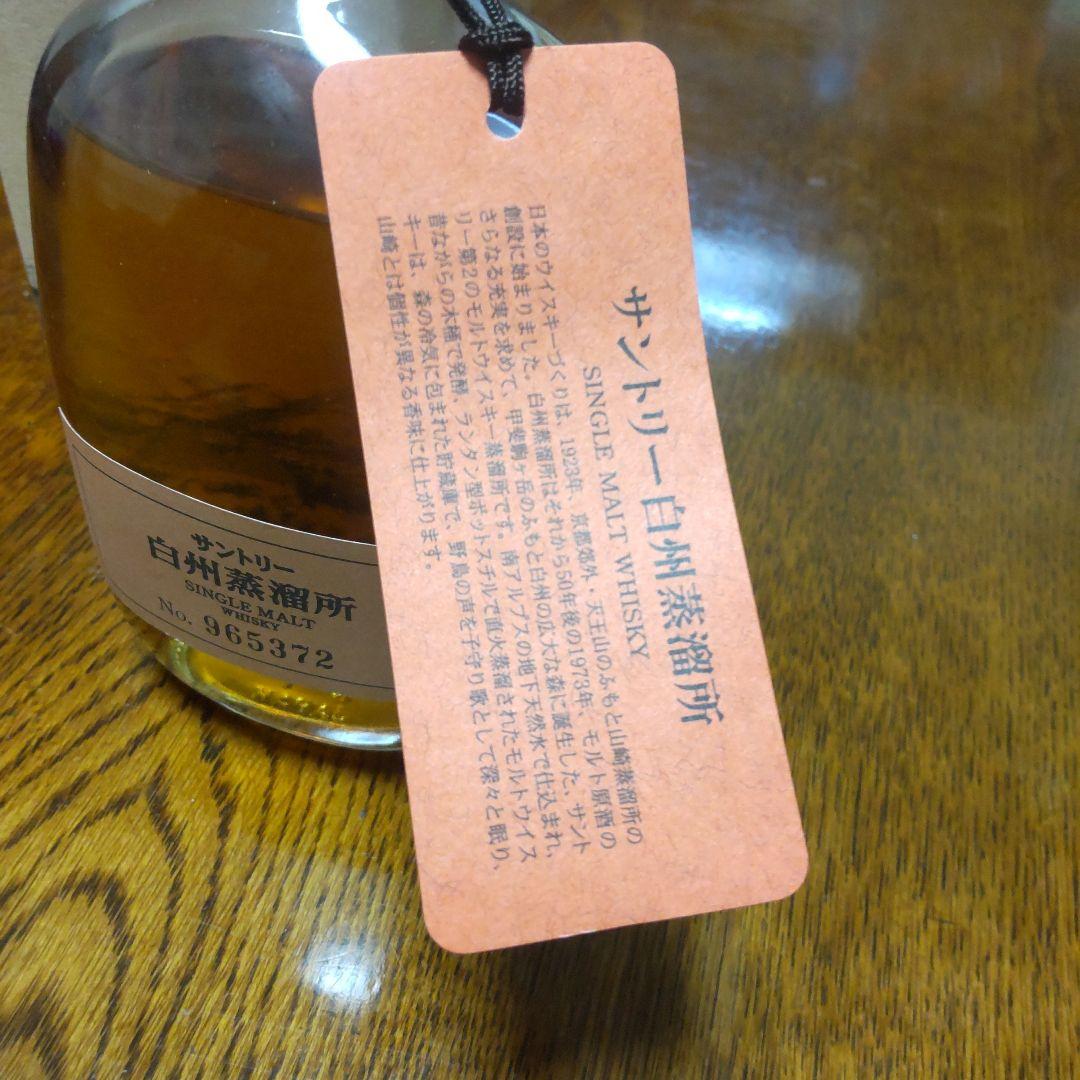 サントリー白州蒸溜所
SINGLE MALT WHISKY
日本のウイスキーづくりは、1923年、京都郊外・天王山のふもと山崎蒸溜所の
創設に始まりました。白州蒸溜所はそれから50年後の1973年、モルト原酒の
さらなる充実を求めて、甲斐駒ヶ岳のふもと白州の広大な森に誕生した、サント
リー第2のモルトウイスキー蒸溜所です。南アルプスの地下天然水で仕込まれ、
昔ながらの木桶で発酵、ランタン型ポットスチルで直火蒸溜されたモルトウイス
キーは、森の冷気に包まれた貯蔵庫で、野鳥の声を子守り歌として深々と眠り、
山崎とは個性が異なる香味に仕上がります。
サントリー
白州蒸溜所
SINGLE MALT
WHISKY
No. 965372